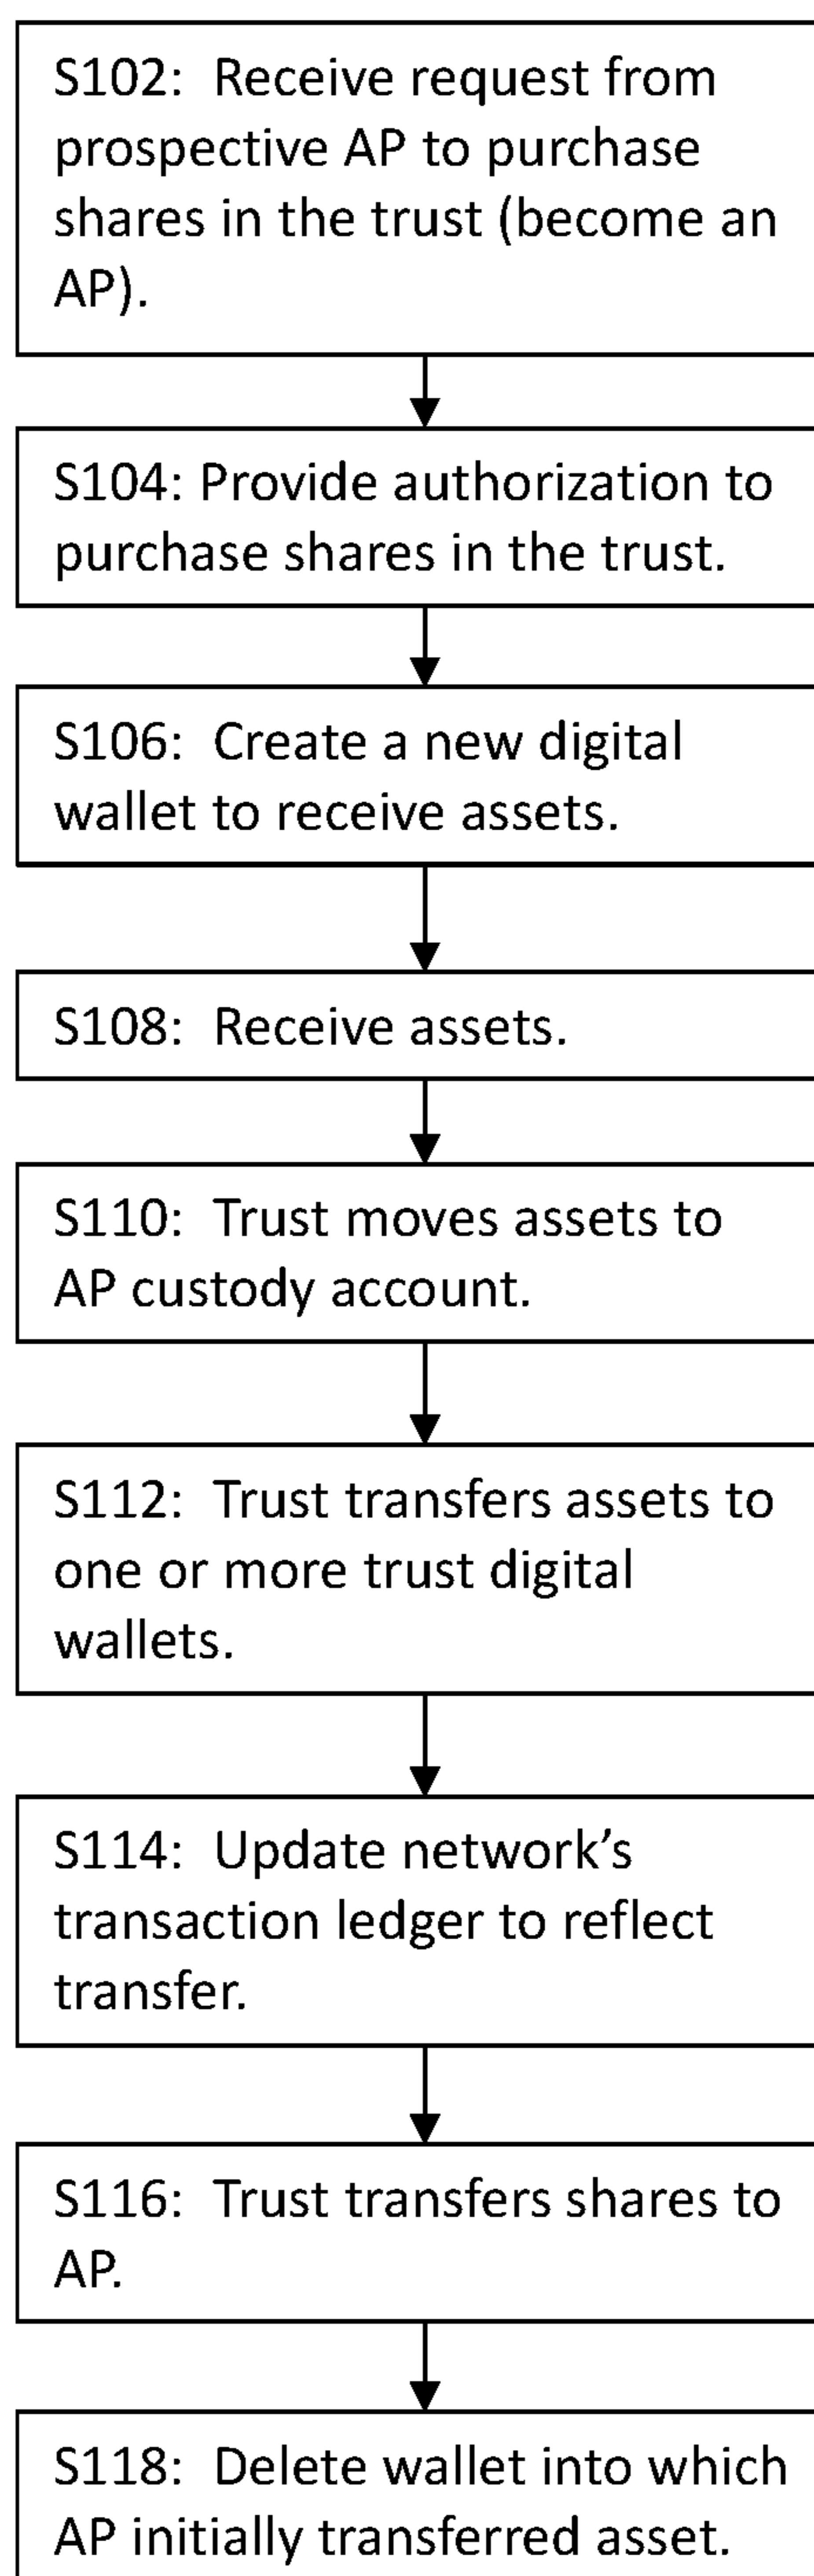 S102: Receive request from
prospective AP to purchase
shares in the trust (become an
AP).
S104: Provide authorization to
purchase shares in the trust.
S106: Create a new digital
wallet to receive assets.
S108: Receive assets.
S110: Trust moves assets to
AP custody account.
S112: Trust transfers assets to
one or more trust digital
wallets.
S114: Update network’s
transaction ledger to reflect
transfer.
S116: Trust transfers shares to
AP.
S118: Delete wallet into which
AP initially transferred asset.